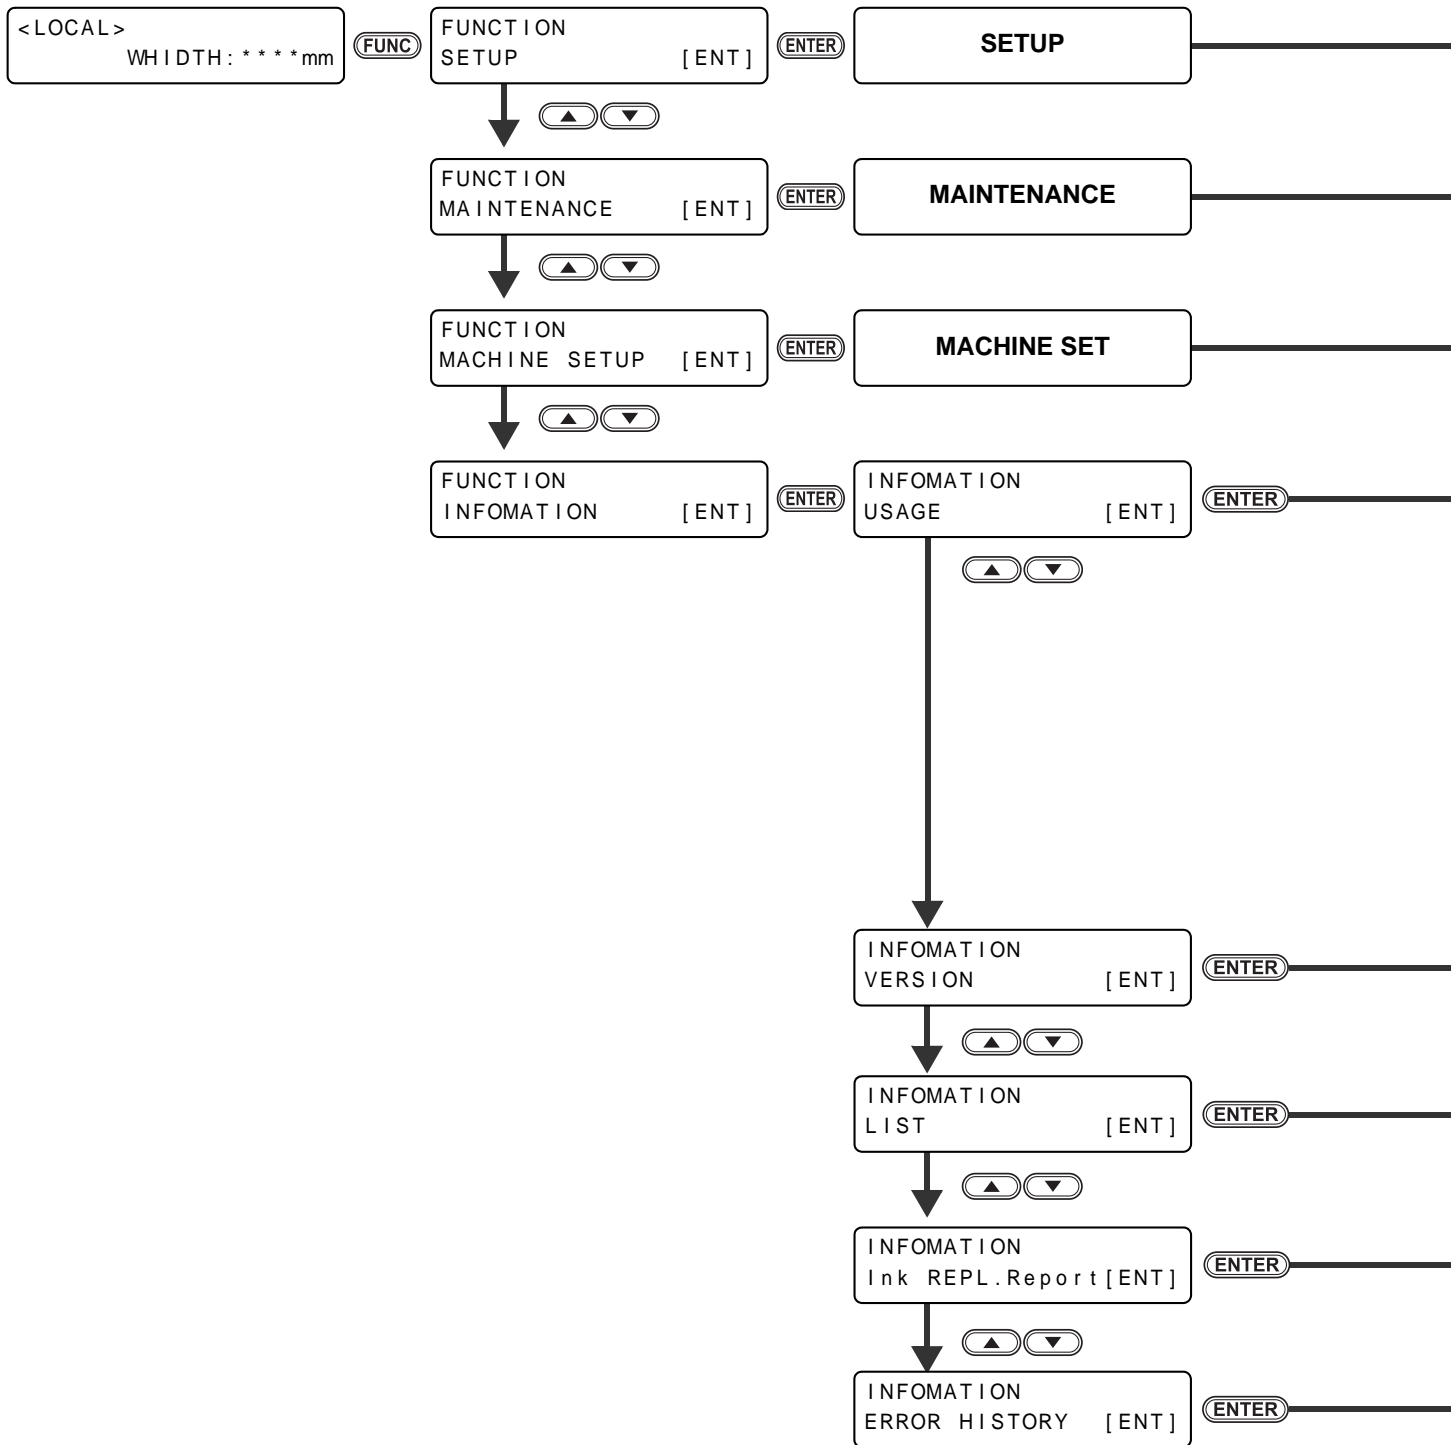 <LOCAL>
WHIDTH:****mm
FUNC
FUNCTION
SETUP [ENT]
ENTER
SETUP
FUNCTION
MAINTENANCE [ENT]
ENTER
MAINTENANCE
FUNCTION
MACHINE SETUP [ENT]
ENTER
MACHINE SET
FUNCTION
INFOMATION [ENT]
ENTER
INFOMATION
USAGE [ENT]
ENTER
INFOMATION
VERSION [ENT]
ENTER
INFOMATION
LIST [ENT]
ENTER
INFOMATION
Ink REPL.Report[ENT]
ENTER
INFOMATION
ERROR HISTORY [ENT]
ENTER